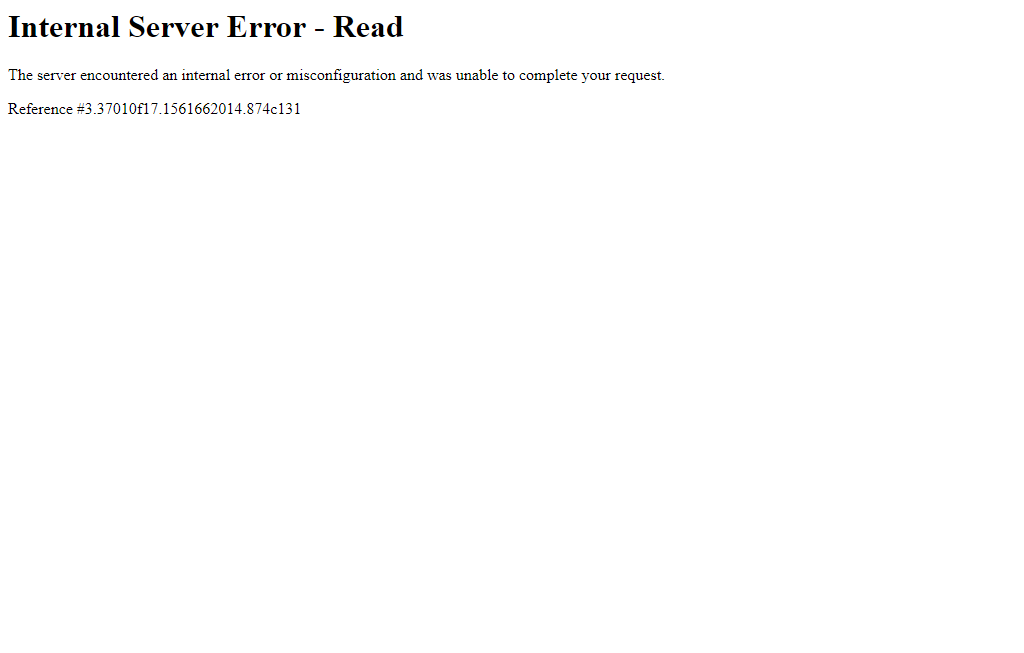 Internal Server Error - Read
The server encountered an internal error or misconfiguration and was unable to complete your request.
Reference #3.37010f17.1561662014.874c131